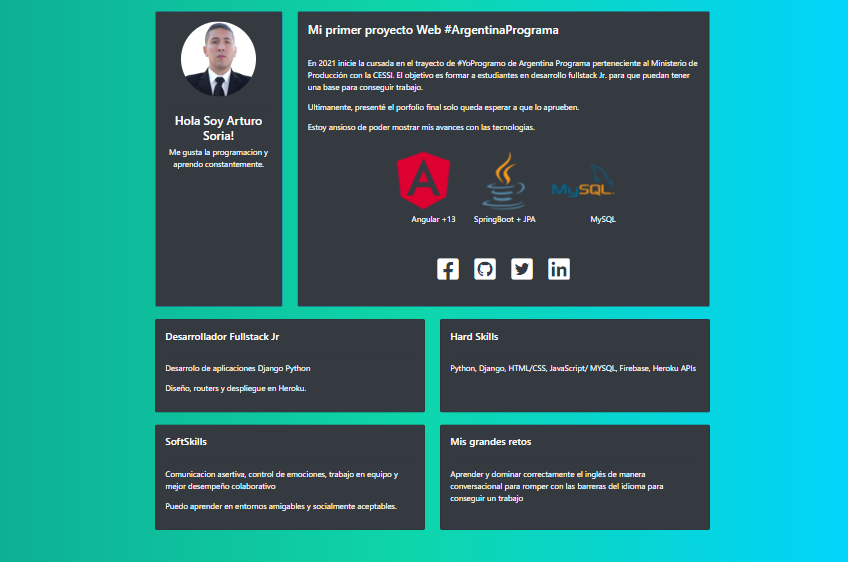 Hola Soy Arturo
Soria!
Me gusta la programacion y
aprendo constantemente.
Mi primer proyecto Web #ArgentinaPrograma
En 2021 inicie la cursada en el trayecto de #YoProgramo de Argentina Programa perteneciente al Ministerio de
Producción con la CESSI. El objetivo es formar a estudiantes en desarrollo fullstack Jr. para que puedan tener
una base para conseguir trabajo.
Ultimanente, presenté el porfolio final solo queda esperar a que lo aprueben.
Estoy ansioso de poder mostrar mis avances con las tecnologias.
A
MySQL
Angular +13 SpringBoot + JPA MySQL
Desarrollador Fullstack Jr
Desarrolo de aplicaciones Django Python
Diseño, routers y despliegue en Heroku.
Hard Skills
Python, Django, HTML/CSS, JavaScript/ MYSQL, Firebase, Heroku APIs
SoftSkills
Comunicacion asertiva, control de emociones, trabajo en equipo y
mejor desempeño colaborativo
Puedo aprender en entornos amigables y socialmente aceptables.
Mis grandes retos
Aprender y dominar correctamente el inglés de manera
conversacional para romper con las barreras del idioma para
conseguir un trabajo